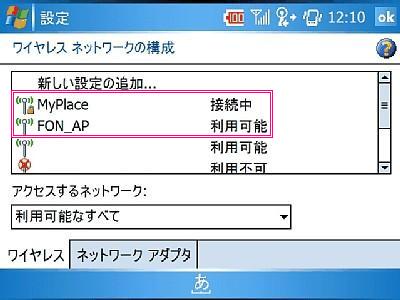 設定 12:10 ok
ワイヤレス ネットワークの構成
新しい設定の追加...
MyPlace 接続中
FON_AP 利用可能
利用可能
利用不可
アクセスするネットワーク:
利用可能なすべて
ワイヤレス ネットワーク アダプタ
あ